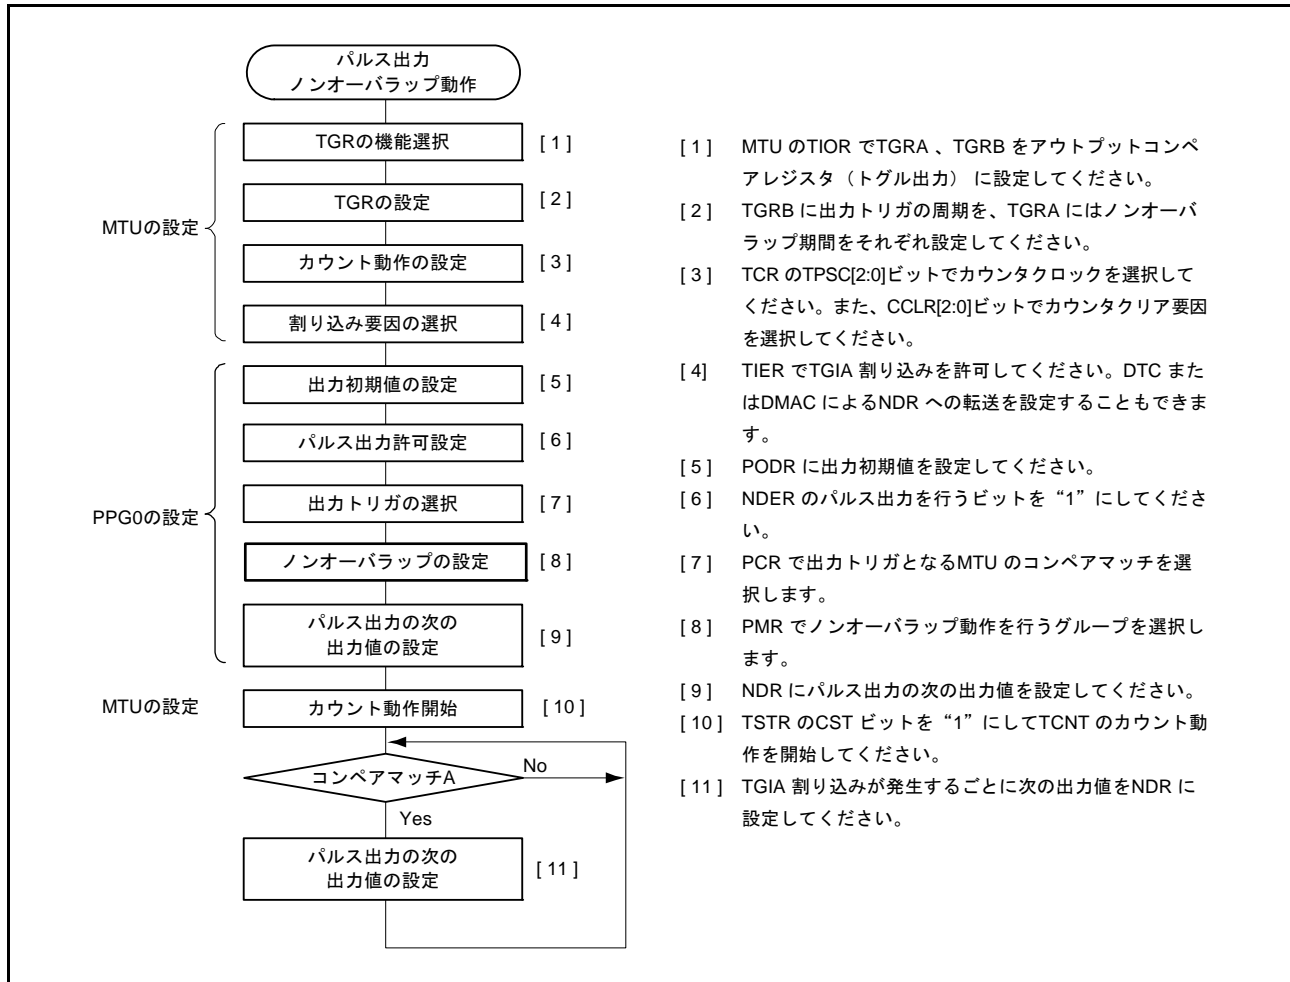 パルス出力
ノンオーバラップ動作
MTUの設定
TGRの機能選択 [ 1 ]
TGRの設定 [ 2 ]
カウント動作の設定 [ 3 ]
割り込み要因の選択 [ 4 ]
PPG0の設定
出力初期値の設定 [ 5 ]
パルス出力許可設定 [ 6 ]
出力トリガの選択 [ 7 ]
ノンオーバラップの設定 [ 8 ]
パルス出力の次の
出力値の設定 [ 9 ]
MTUの設定
カウント動作開始 [ 10 ]
コンペアマッチA
No
Yes
パルス出力の次の
出力値の設定 [ 11 ]
[ 1 ] MTU のTIOR でTGRA 、TGRB をアウトプットコンペ
アレジスタ（トグル出力） に設定してください。
[ 2 ] TGRB に出力トリガの周期を、TGRA にはノンオーバ
ラップ期間をそれぞれ設定してください。
[ 3 ] TCR のTPSC[2:0]ビットでカウンタクロックを選択して
ください。また、CCLR[2:0]ビットでカウンタクリア要因
を選択してください。
[ 4] TIER でTGIA 割り込みを許可してください。DTC また
はDMAC によるNDR への転送を設定することもできま
す。
[ 5 ] PODR に出力初期値を設定してください。
[ 6 ] NDER のパルス出力を行うビットを“1”にしてくださ
い。
[ 7 ] PCR で出力トリガとなるMTU のコンペアマッチを選
択します。
[ 8 ] PMR でノンオーバラップ動作を行うグループを選択し
ます。
[ 9 ] NDR にパルス出力の次の出力値を設定してください。
[ 10 ] TSTR のCST ビットを“1”にしてTCNT のカウント動
作を開始してください。
[ 11 ] TGIA 割り込みが発生するごとに次の出力値をNDR に
設定してください。